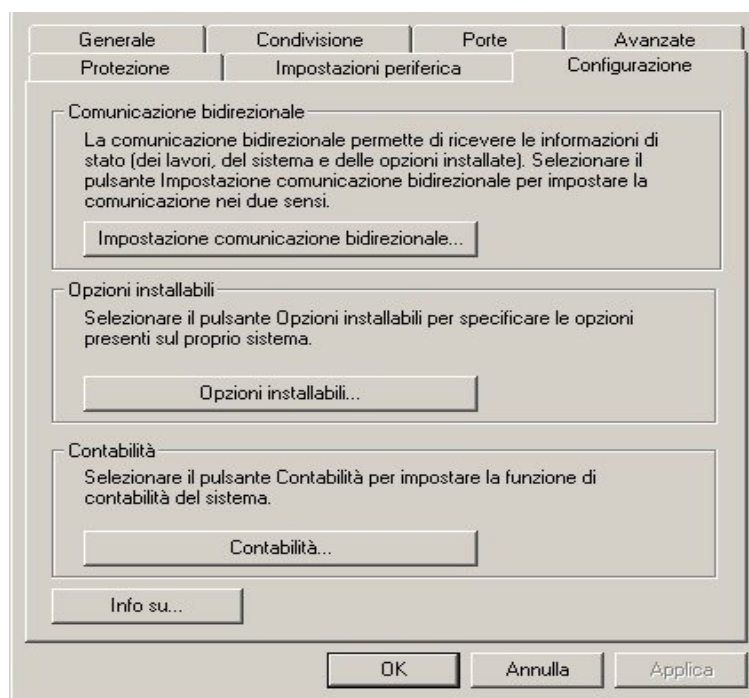 Generale Condivisione Porte Avanzate
Protezione Impostazioni periferica Configurazione
Comunicazione bidirezionale
La comunicazione bidirezionale permette di ricevere le informazioni di
stato (dei lavori, del sistema e delle opzioni installate). Selezionare il
pulsante Impostazione comunicazione bidirezionale per impostare la
comunicazione nei due sensi.
Impostazione comunicazione bidirezionale...
Opzioni installabili
Selezionare il pulsante Opzioni installabili per specificare le opzioni
presenti sul proprio sistema.
Opzioni installabili...
Contabilità
Selezionare il pulsante Contabilità per impostare la funzione di
contabilità del sistema.
Contabilità...
Info su...
OK Annulla Applica